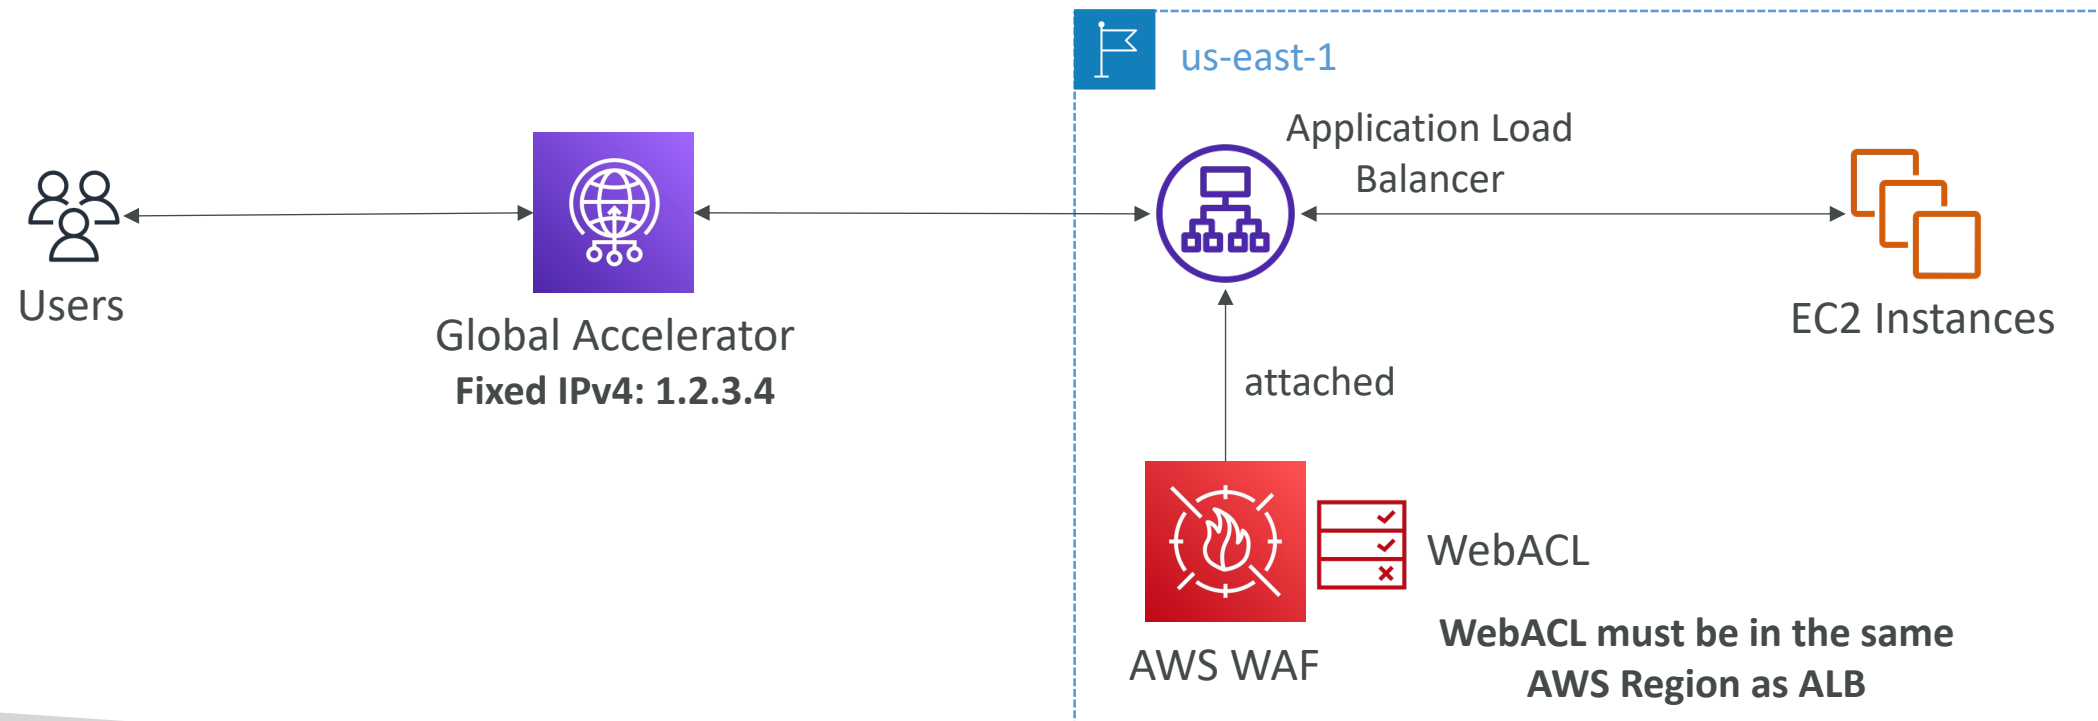 us-east-1
Application Load
Balancer
Users
Global Accelerator
Fixed IPv4: 1.2.3.4
EC2 Instances
attached
WebACL
AWS WAF
WebACL must be in the same
AWS Region as ALB